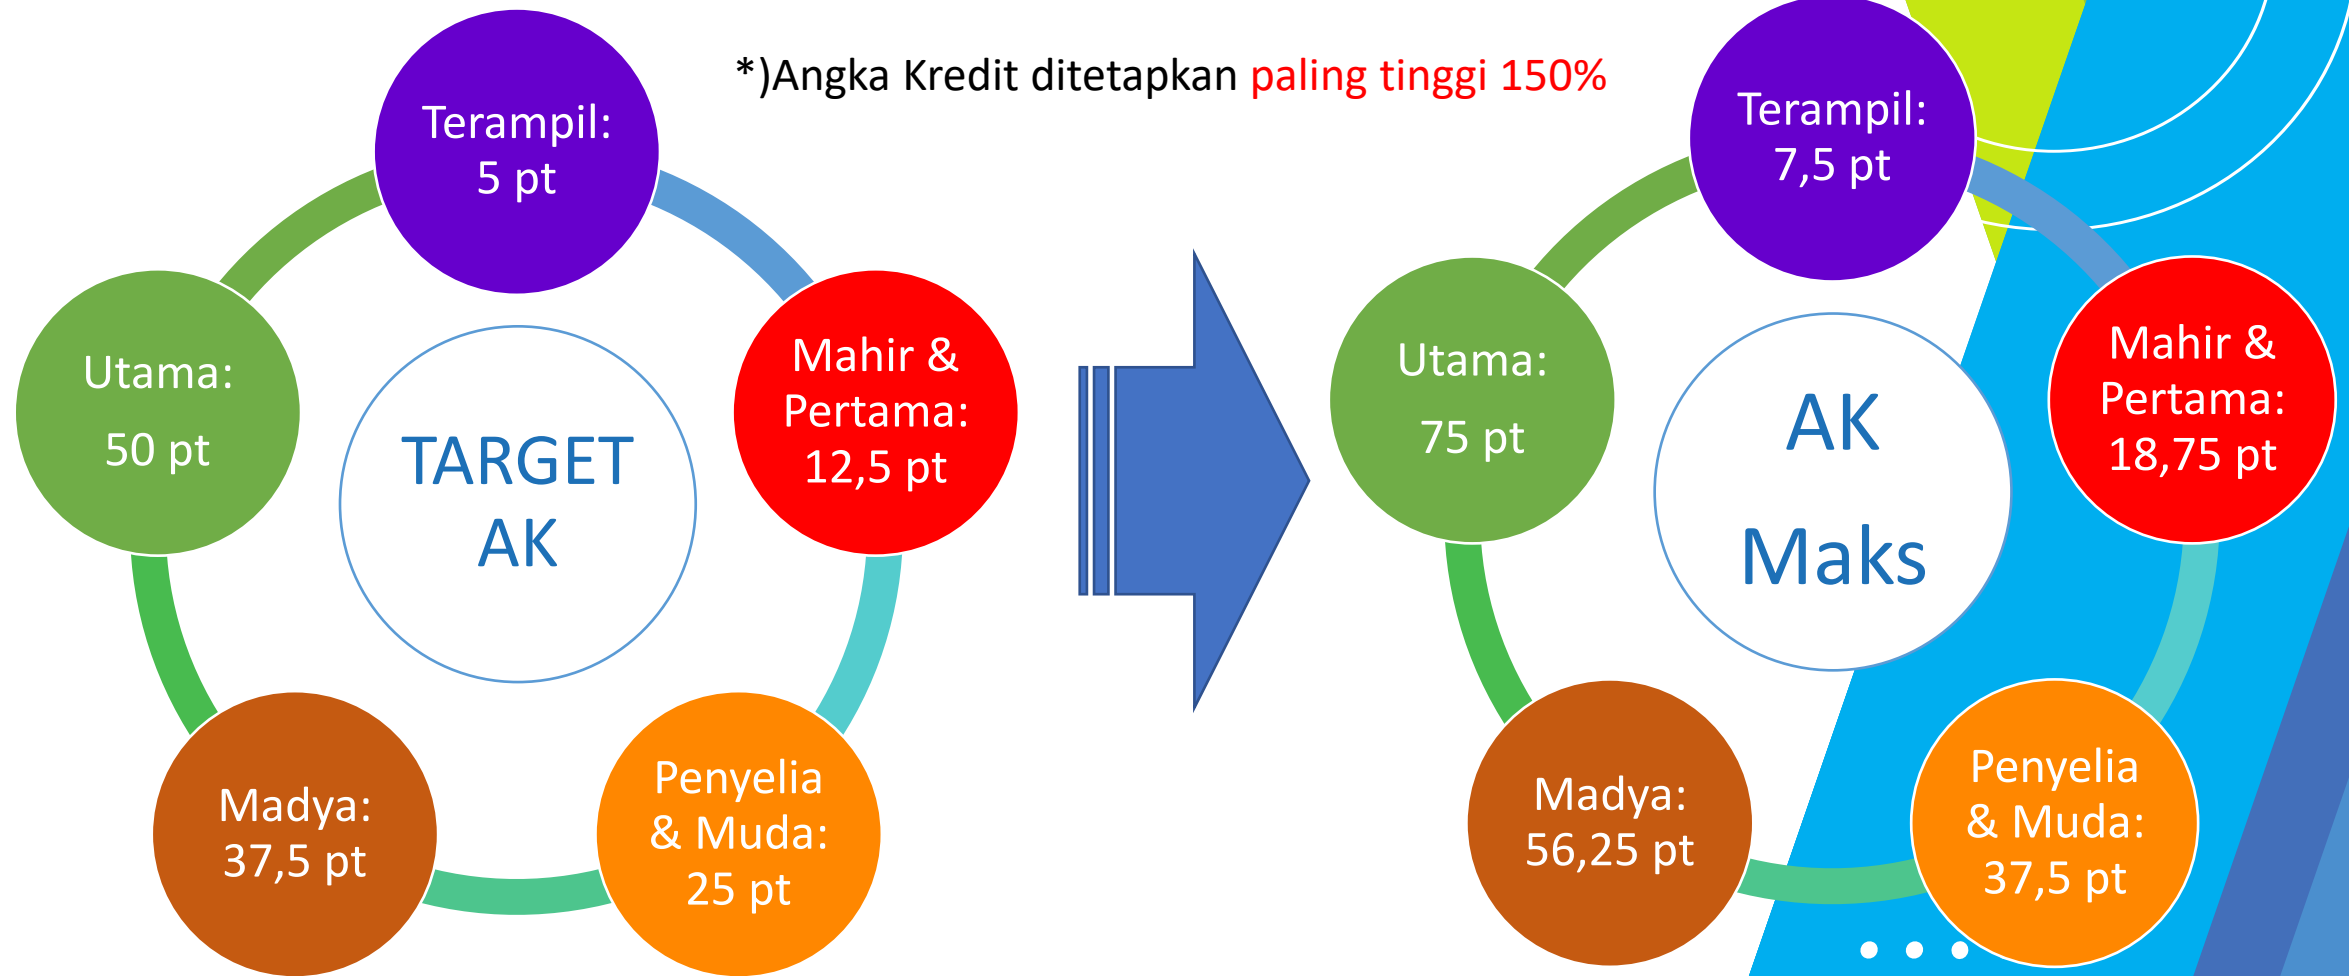 *)Angka Kredit ditetapkan paling tinggi 150%
Terampil:
5 pt
Mahir &
Pertama:
12,5 pt
Penyelia
& Muda:
25 pt
Madya:
37,5 pt
Utama:
50 pt
TARGET
AK
Terampil:
7,5 pt
Mahir &
Pertama:
18,75 pt
Penyelia
& Muda:
37,5 pt
Madya:
56,25 pt
Utama:
75 pt
AK
Maks